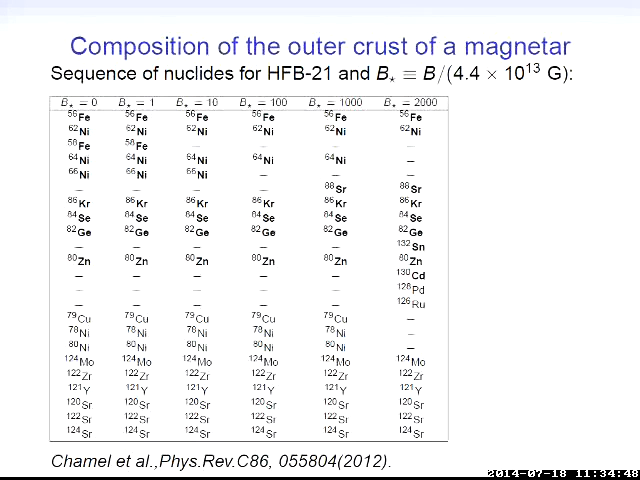 Composition of the outer crust of a magnetar
Sequence of nuclides for HFB-21 and B⋆ ≡ B/(4.4 × 10¹³ G):
B⋆ = 0 B⋆ = 1 B⋆ = 10 B⋆ = 100 B⋆ = 1000 B⋆ = 2000
⁵⁶Fe ⁵⁶Fe ⁵⁶Fe ⁵⁶Fe ⁵⁶Fe ⁵⁶Fe
⁶²Ni ⁶²Ni ⁶²Ni ⁶²Ni ⁶²Ni ⁶²Ni
⁵⁸Fe ⁵⁸Fe – – – –
⁶⁴Ni ⁶⁴Ni ⁶⁴Ni ⁶⁴Ni ⁶⁴Ni –
⁶⁶Ni ⁶⁶Ni ⁶⁶Ni – – –
– – – – ⁸⁸Sr ⁸⁸Sr
⁸⁶Kr ⁸⁶Kr ⁸⁶Kr ⁸⁶Kr ⁸⁶Kr ⁸⁶Kr
⁸⁴Se ⁸⁴Se ⁸⁴Se ⁸⁴Se ⁸⁴Se ⁸⁴Se
⁸²Ge ⁸²Ge ⁸²Ge ⁸²Ge ⁸²Ge ⁸²Ge
– – – – – ¹³²Sn
⁸⁰Zn ⁸⁰Zn ⁸⁰Zn ⁸⁰Zn ⁸⁰Zn ⁸⁰Zn
– – – – – ¹³⁰Cd
– – – – – ¹²⁸Pd
– – – – – ¹²⁶Ru
⁷⁹Cu ⁷⁹Cu ⁷⁹Cu ⁷⁹Cu ⁷⁹Cu –
⁷⁸Ni ⁷⁸Ni ⁷⁸Ni ⁷⁸Ni ⁷⁸Ni –
⁸⁰Ni ⁸⁰Ni ⁸⁰Ni ⁸⁰Ni ⁸⁰Ni –
¹²⁴Mo ¹²⁴Mo ¹²⁴Mo ¹²⁴Mo ¹²⁴Mo ¹²⁴Mo
¹²²Zr ¹²²Zr ¹²²Zr ¹²²Zr ¹²²Zr ¹²²Zr
¹²¹Y ¹²¹Y ¹²¹Y ¹²¹Y ¹²¹Y ¹²¹Y
¹²⁰Sr ¹²⁰Sr ¹²⁰Sr ¹²⁰Sr ¹²⁰Sr ¹²⁰Sr
¹²²Sr ¹²²Sr ¹²²Sr ¹²²Sr ¹²²Sr ¹²²Sr
¹²⁴Sr ¹²⁴Sr ¹²⁴Sr ¹²⁴Sr ¹²⁴Sr ¹²⁴Sr
Chamel et al.,Phys.Rev.C86, 055804(2012).
2014-07-18 11:34:48